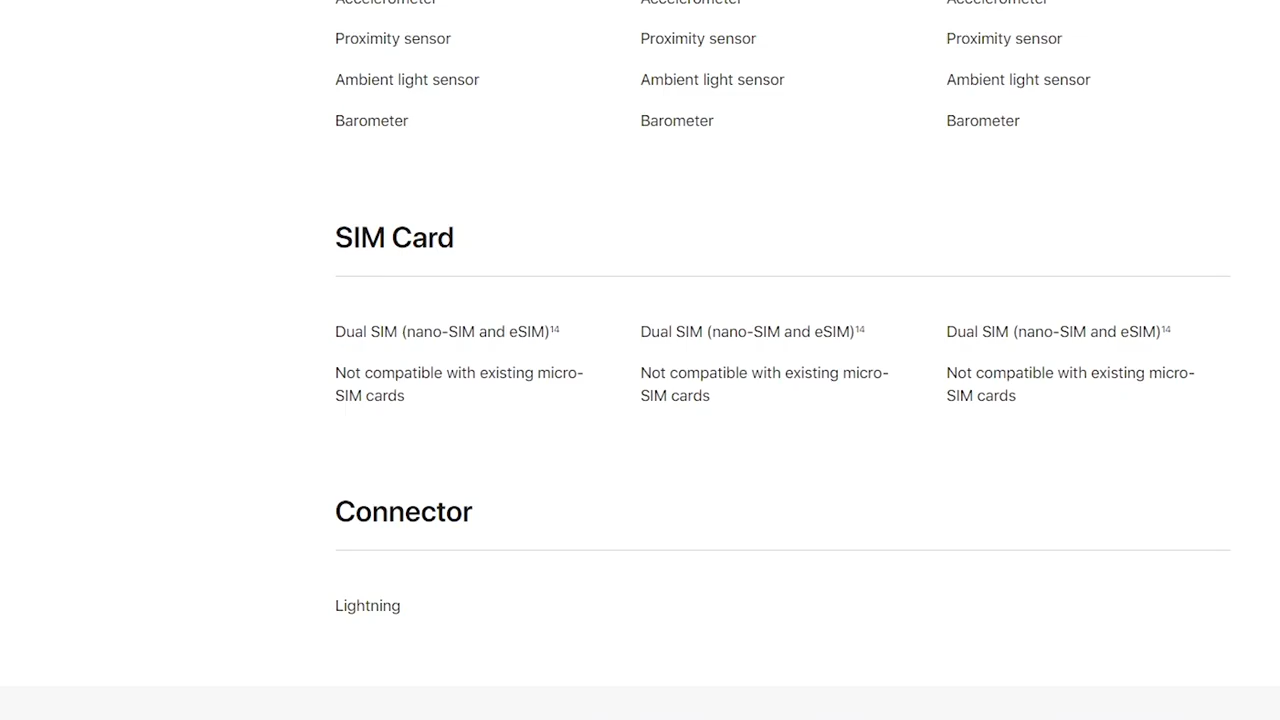 Accelerometer Accelerometer Accelerometer
Proximity sensor Proximity sensor Proximity sensor
Ambient light sensor Ambient light sensor Ambient light sensor
Barometer Barometer Barometer
SIM Card
Dual SIM (nano-SIM and eSIM)¹⁴ Dual SIM (nano-SIM and eSIM)¹⁴ Dual SIM (nano-SIM and eSIM)¹⁴
Not compatible with existing micro- Not compatible with existing micro- Not compatible with existing micro-
SIM cards SIM cards SIM cards
Connector
Lightning